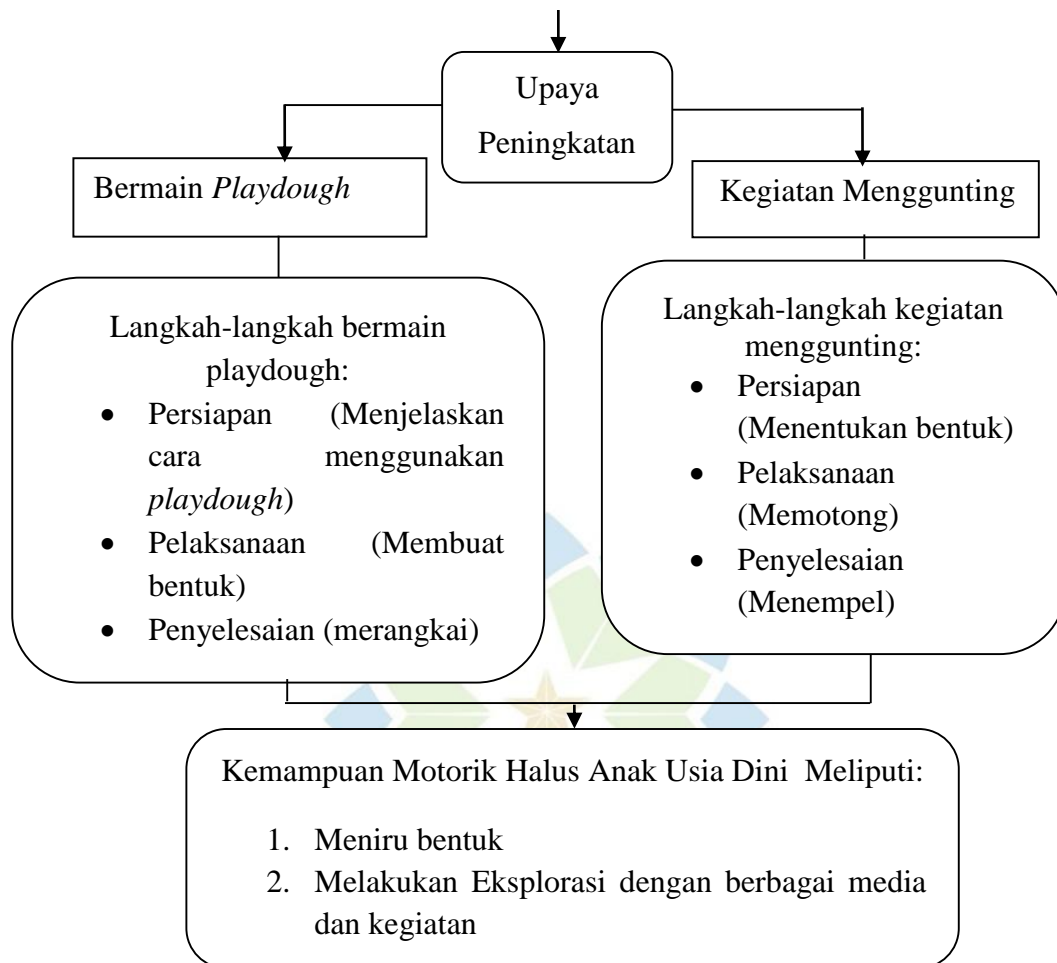 Upaya
Peningkatan
Bermain Playdough
Kegiatan Menggunting
Langkah-langkah bermain
playdough:
• Persiapan (Menjelaskan
cara menggunakan
playdough)
• Pelaksanaan (Membuat
bentuk)
• Penyelesaian (merangkai)
Langkah-langkah kegiatan
menggunting:
• Persiapan
(Menentukan bentuk)
• Pelaksanaan
(Memotong)
• Penyelesaian
(Menempel)
Kemampuan Motorik Halus Anak Usia Dini Meliputi:
1. Meniru bentuk
2. Melakukan Eksplorasi dengan berbagai media
dan kegiatan